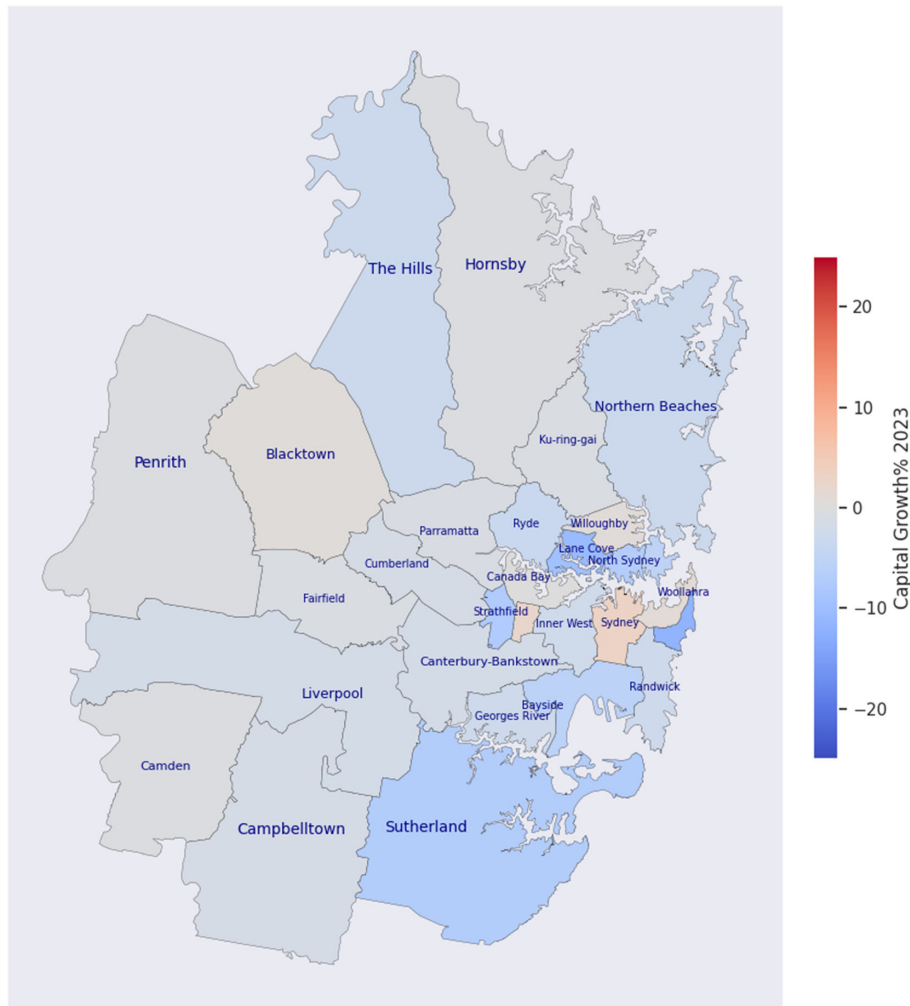 The Hills
Hornsby
Northern Beaches
Ku-ring-gai
Blacktown
Penrith
Ryde
Willoughby
Parramatta
Lane Cove
North Sydney
Cumberland
Canada Bay
Woollahra
Fairfield
Strathfield
Inner West
Sydney
Canterbury-Bankstown
Randwick
Liverpool
Bayside
Georges River
Camden
Campbelltown
Sutherland
20
10
0
−10
−20
Capital Growth% 2023